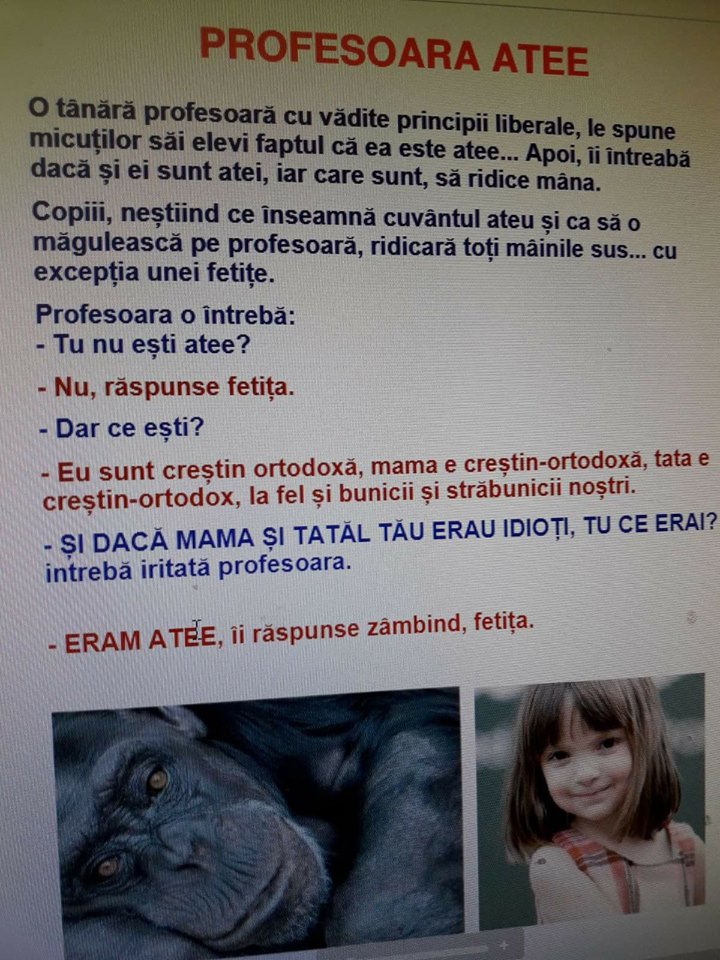 PROFESOARA ATEE
O tânără profesoară cu vădite principii liberale, le spune
micuților săi elevi faptul că ea este atee... Apoi, îi întreabă
dacă și ei sunt atei, iar care sunt, să ridice mâna.
Copiii, neștiind ce înseamnă cuvântul ateu și ca să o
măgulească pe profesoară, ridicară toți mâinile sus... cu
excepția unei fetițe.
Profesoara o întrebă:
- Tu nu ești atee?
- Nu, răspunse fetița.
- Dar ce ești?
- Eu sunt creștin ortodoxă, mama e creștin-ortodoxă, tata e
creștin-ortodox, la fel și bunicii și străbunicii noștri.
- ȘI DACĂ MAMA ȘI TATĂL TĂU ERAU IDIOȚI, TU CE ERAI?
intrebă iritată profesoara.
- ERAM ATEE, îi răspunse zâmbind, fetița.